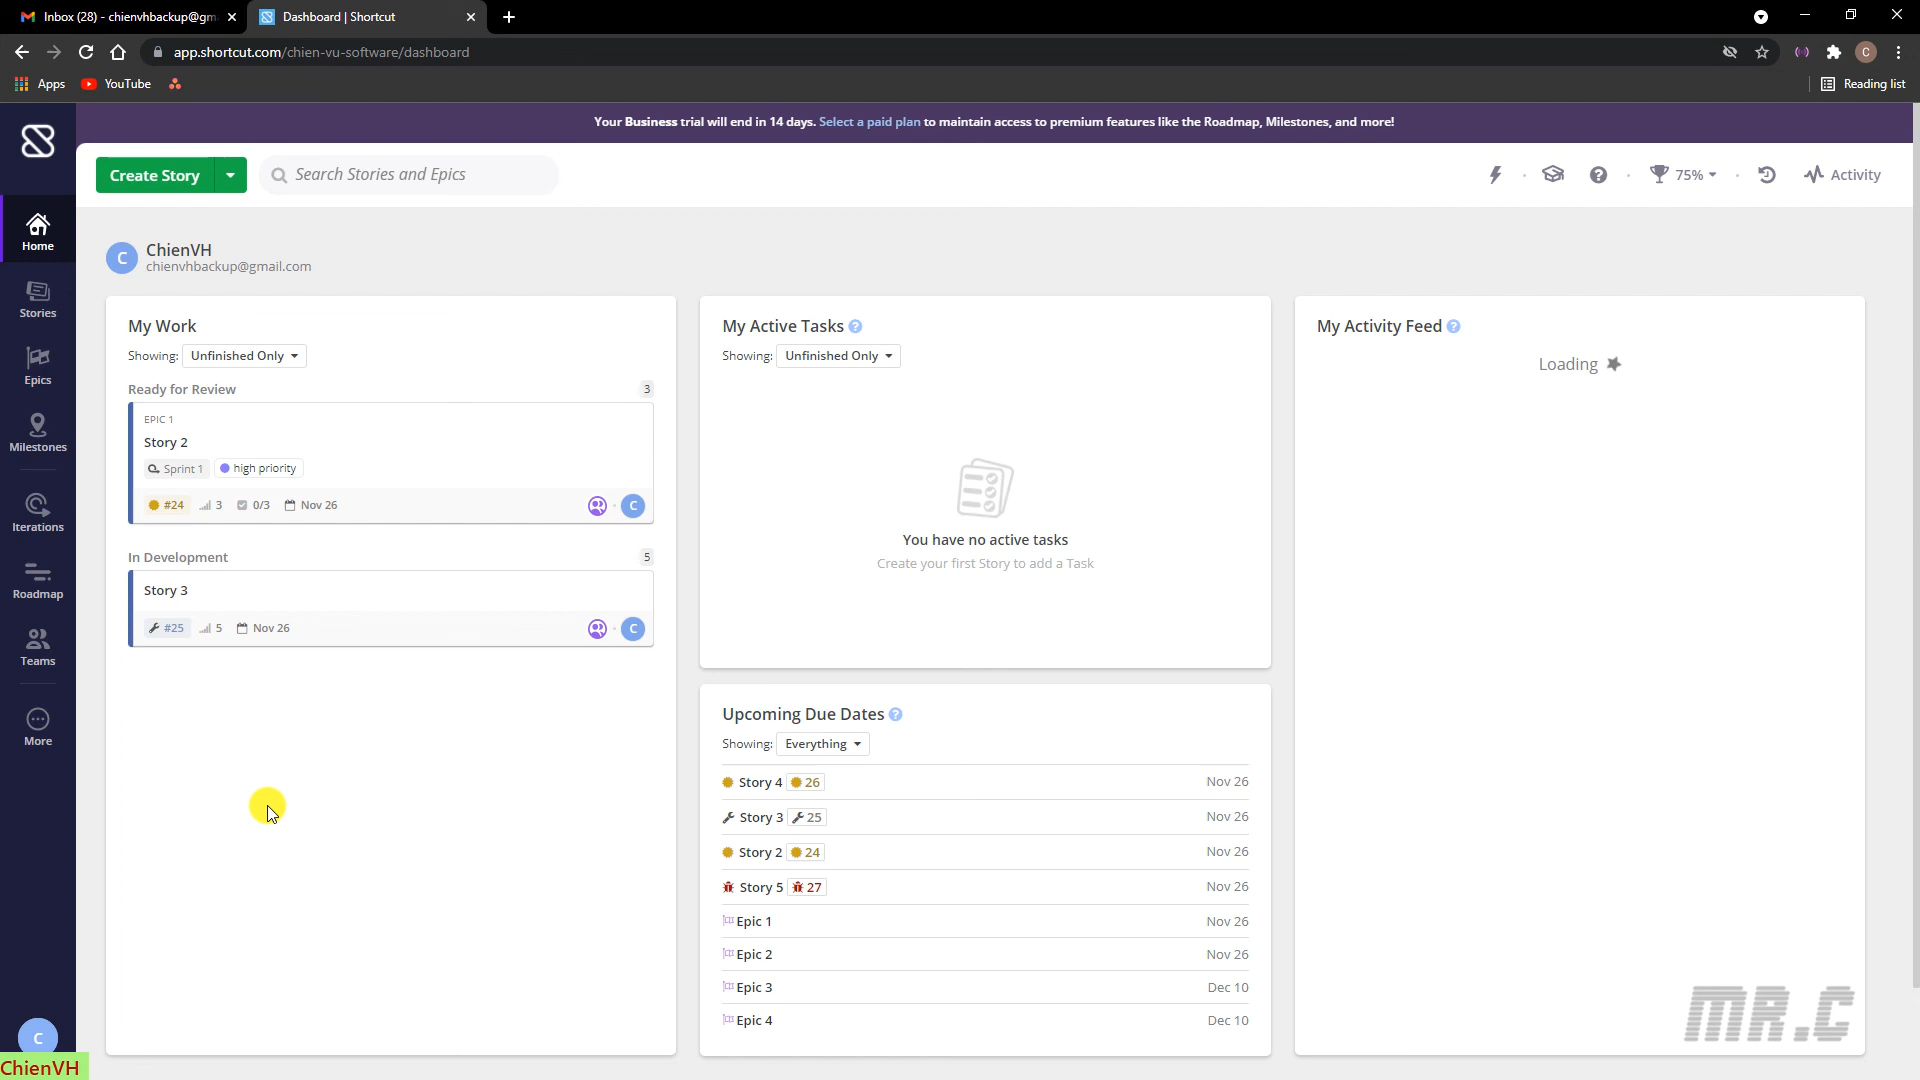 Inbox (28) - chienvhbackup@gm
Dashboard | Shortcut
app.shortcut.com/chien-vu-software/dashboard
Apps
YouTube
Reading list
Your Business trial will end in 14 days. Select a paid plan to maintain access to premium features like the Roadmap, Milestones, and more!
Create Story
Search Stories and Epics
75%
Activity
Home
Stories
Epics
Milestones
Iterations
Roadmap
Teams
More
C
ChienVH
C
ChienVH
chienvhbackup@gmail.com
My Work
Showing: Unfinished Only
Ready for Review 3
EPIC 1
Story 2
Sprint 1 high priority
#24 3 0/3 Nov 26 C
In Development 5
Story 3
#25 5 Nov 26 C
My Active Tasks ?
Showing: Unfinished Only
You have no active tasks
Create your first Story to add a Task
Upcoming Due Dates ?
Showing: Everything
Story 4 26 Nov 26
Story 3 25 Nov 26
Story 2 24 Nov 26
Story 5 27 Nov 26
Epic 1 Nov 26
Epic 2 Nov 26
Epic 3 Dec 10
Epic 4 Dec 10
My Activity Feed ?
Loading
MR.C